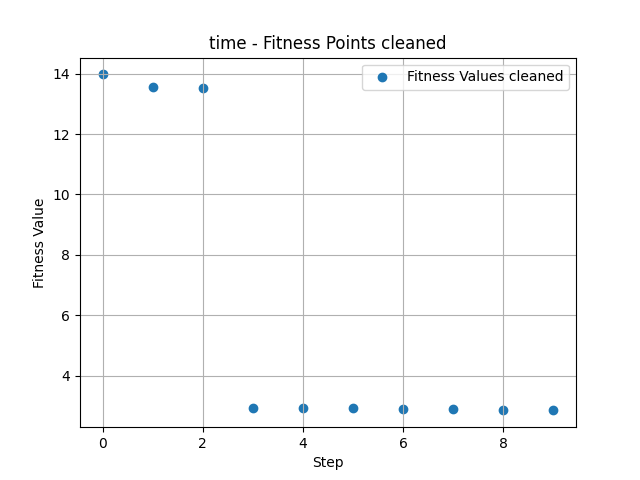 time - Fitness Points cleaned
Fitness Values cleaned
14
12
10
8
6
4
Fitness Value
0 2 4 6 8
Step